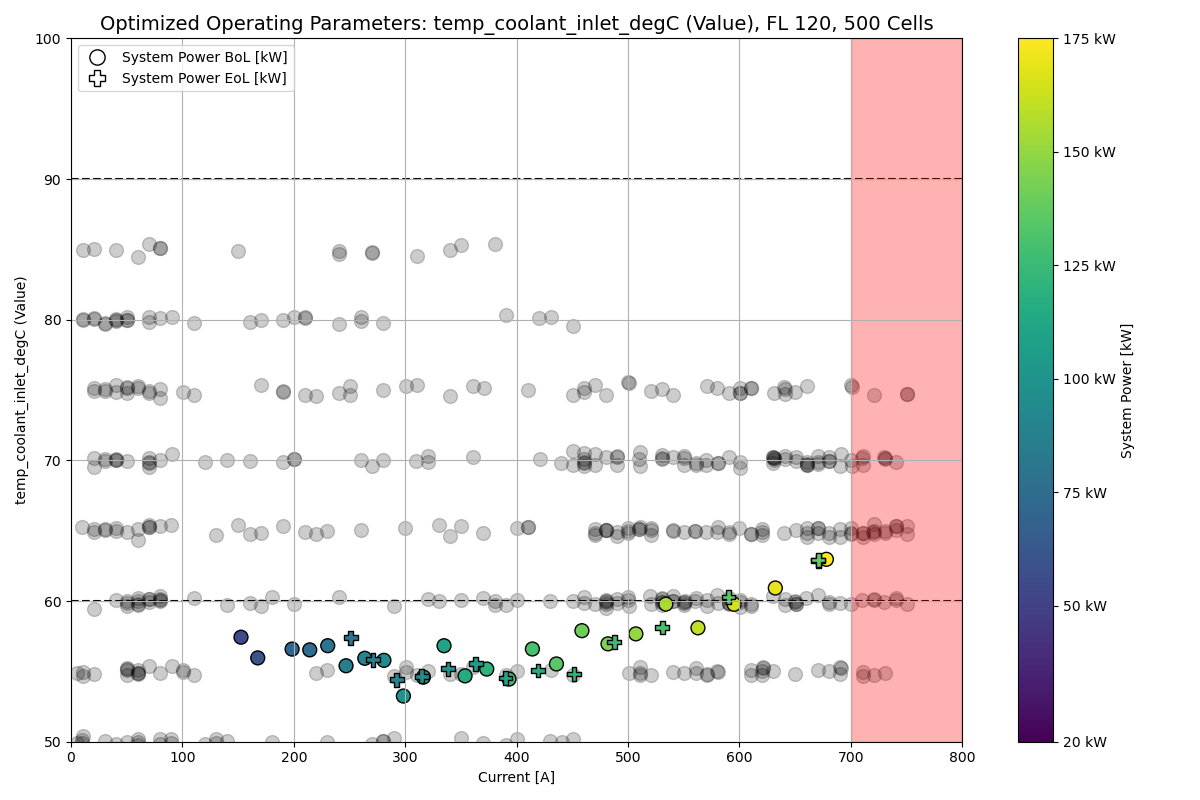 Optimized Operating Parameters: temp_coolant_inlet_degC (Value), FL 120, 500 Cells
System Power BoL [kW]
System Power EoL [kW]
100
90
80
70
60
50
temp_coolant_inlet_degC (Value)
0 100 200 300 400 500 600 700 800
Current [A]
175 kW
150 kW
125 kW
100 kW
75 kW
50 kW
20 kW
System Power [kW]